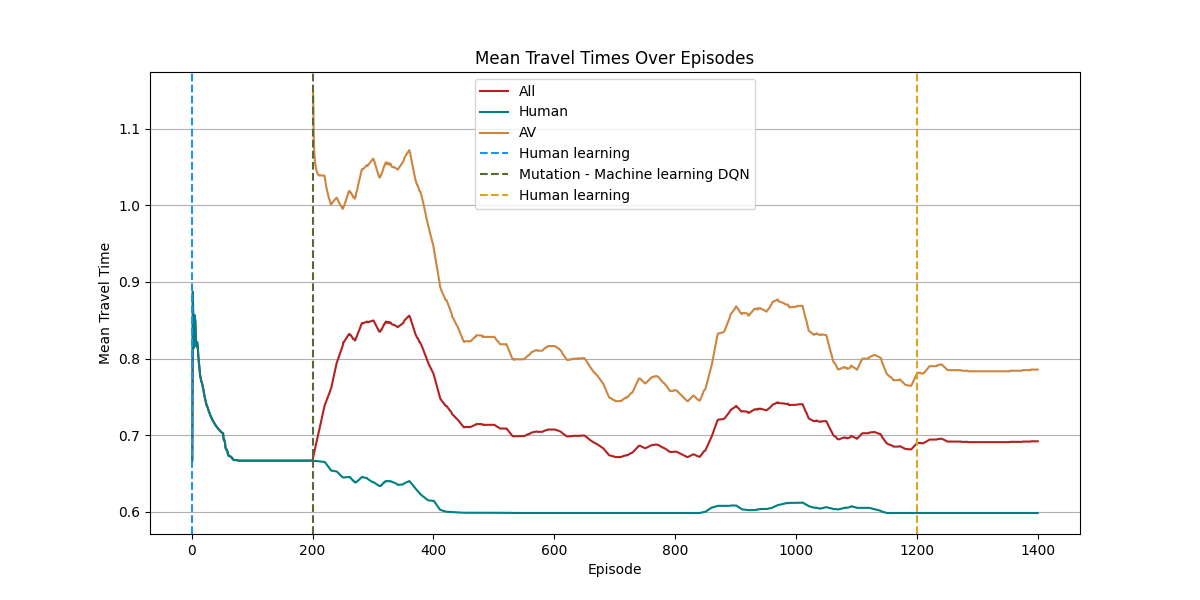 Mean Travel Times Over Episodes
All
Human
AV
Human learning
Mutation - Machine learning DQN
Human learning
Mean Travel Time
1.1
1.0
0.9
0.8
0.7
0.6
0
200
400
600
800
1000
1200
1400
Episode